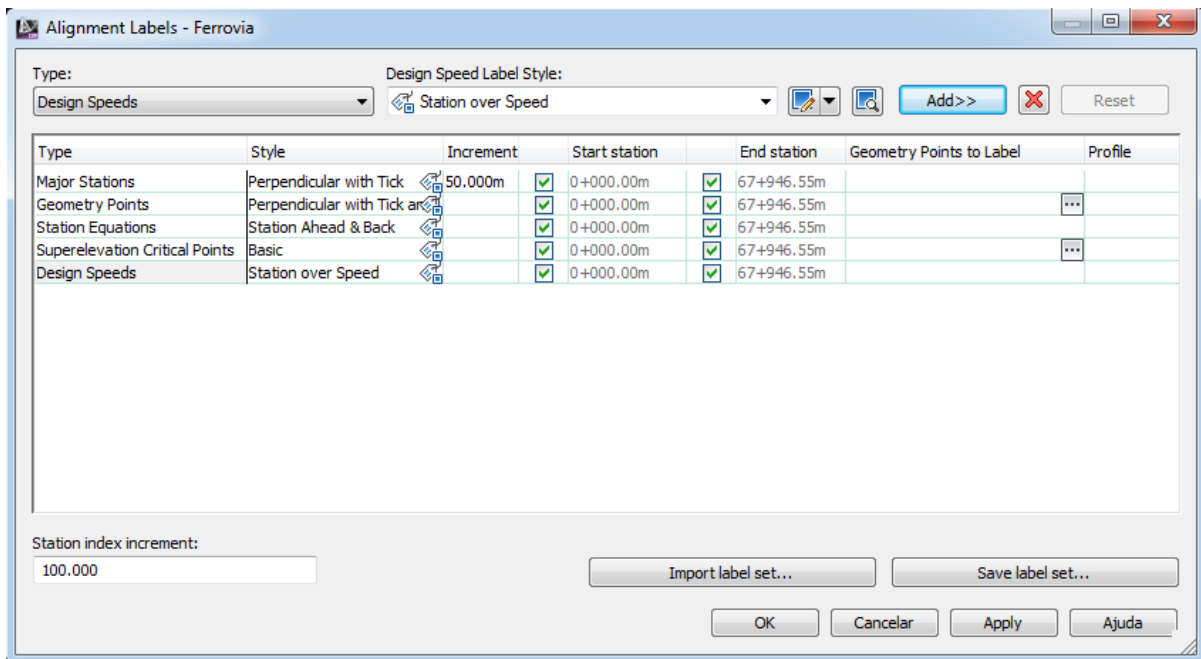 Alignment Labels - Ferrovia
Type: Design Speed Label Style:
Design Speeds Station over Speed Add>> Reset
Type Style Increment Start station End station Geometry Points to Label Profile
Major Stations Perpendicular with Tick 50.000m 0+000.00m 67+946.55m
Geometry Points Perpendicular with Tick ar 0+000.00m 67+946.55m ...
Station Equations Station Ahead & Back 0+000.00m 67+946.55m
Superelevation Critical Points Basic 0+000.00m 67+946.55m ...
Design Speeds Station over Speed 0+000.00m 67+946.55m
Station index increment:
100.000 Import label set... Save label set...
OK Cancelar Apply Ajuda